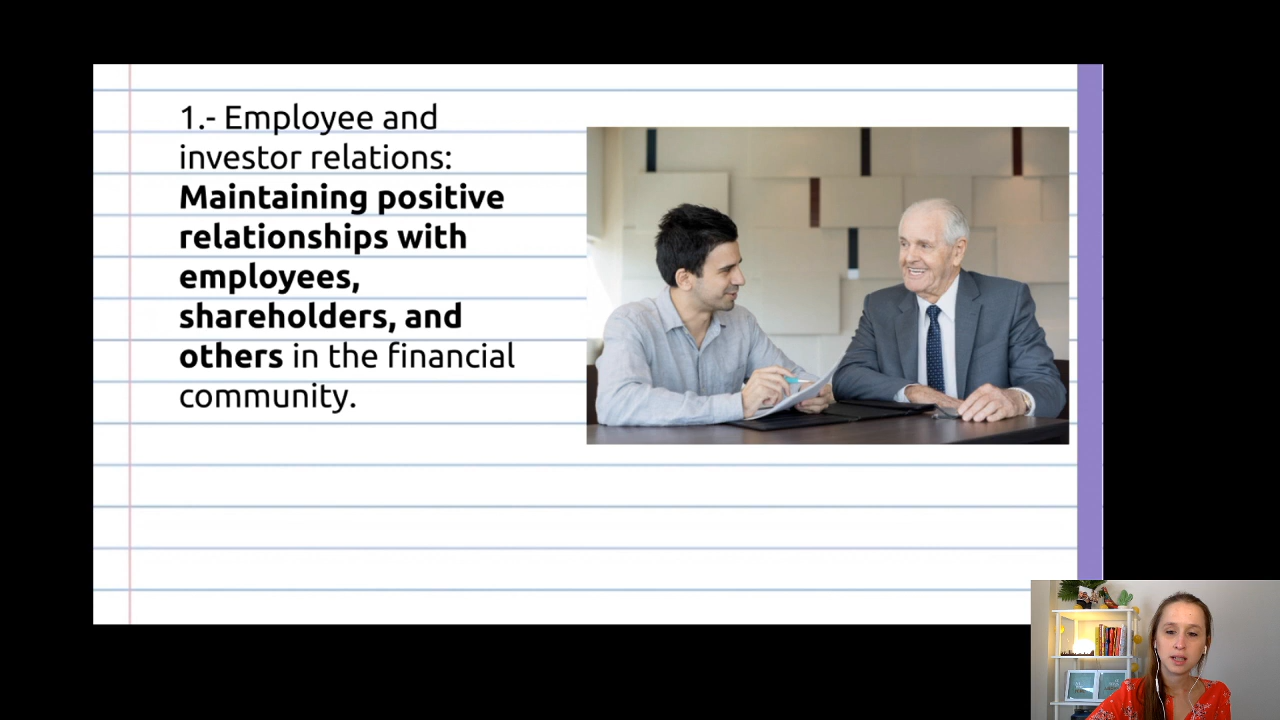 1.- Employee and
investor relations:
Maintaining positive
relationships with
employees,
shareholders, and
others in the financial
community.